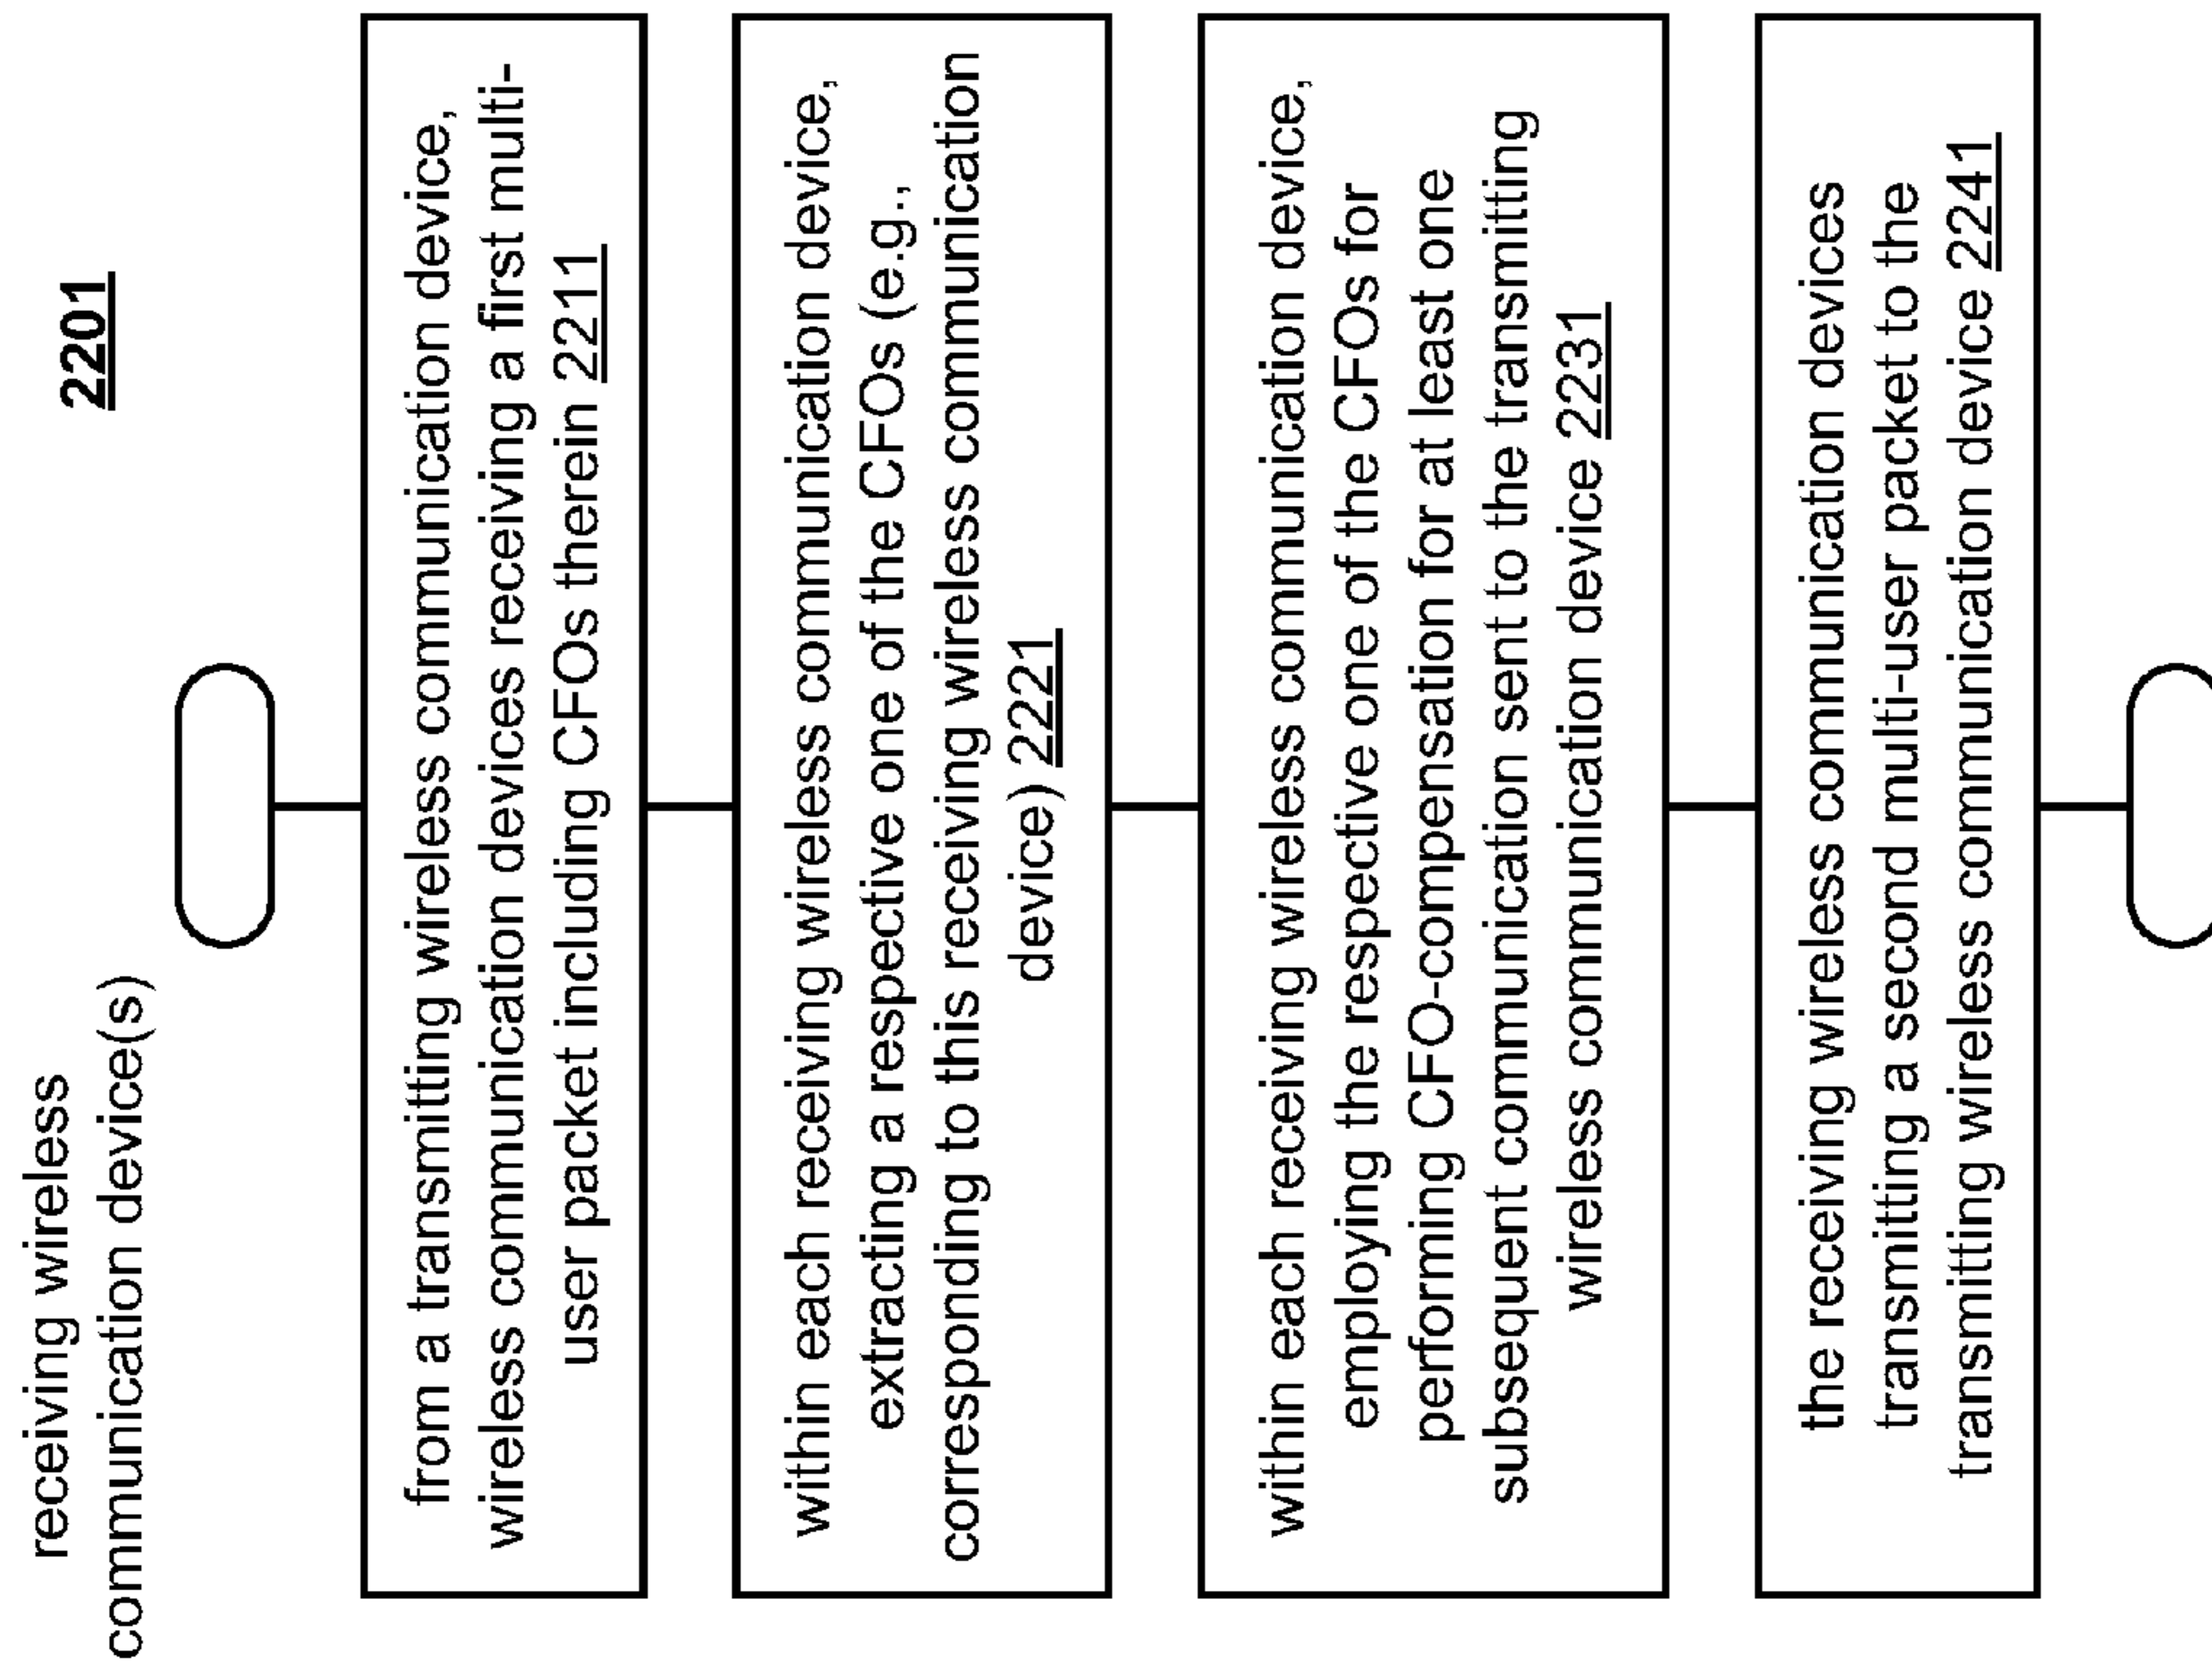 receiving wireless
communication device(s)
2201
from a transmitting wireless communication device,
wireless communication devices receiving a first multi-
user packet including CFOs therein 2211
within each receiving wireless communication device,
extracting a respective one of the CFOs (e.g.,
corresponding to this receiving wireless communication
device) 2221
within each receiving wireless communication device,
employing the respective one of the CFOs for
performing CFO-compensation for at least one
subsequent communication sent to the transmitting
wireless communication device 2231
the receiving wireless communication devices
transmitting a second multi-user packet to the
transmitting wireless communication device 2241